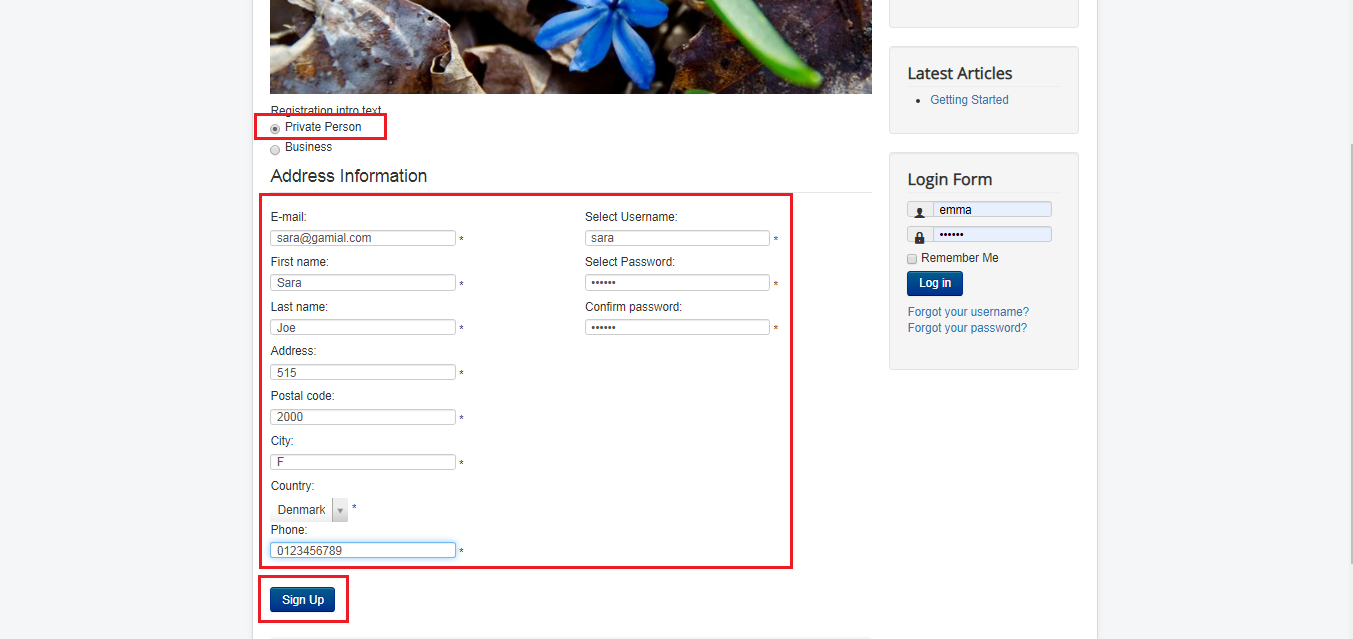 Registration intro text
Private Person
Business
Address Information
E-mail:
sara@gamial.com *
First name:
Sara *
Last name:
Joe *
Address:
515 *
Postal code:
2000 *
City:
F *
Country:
Denmark *
Phone:
0123456789 *
Select Username:
sara *
Select Password:
•••••• *
Confirm password:
•••••• *
Sign Up
Latest Articles
Getting Started
Login Form
emma
••••••
Remember Me
Log in
Forgot your username?
Forgot your password?